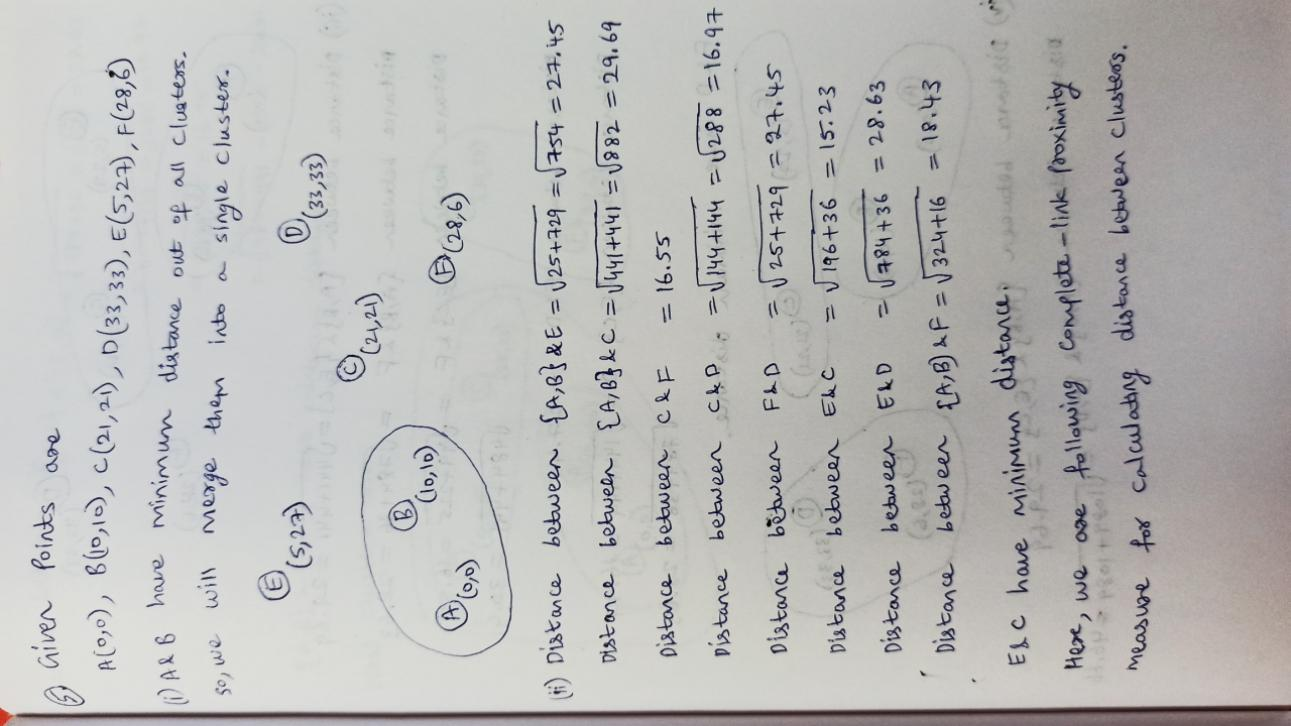 ⑤ Given Points are
A(0,0), B(10,10), C(21,21), D(33,33), E(5,27), F(28,6)
(i) A & B have minimum distance out of all clusters.
so, we will merge them into a single cluster.
Ⓔ (5,27)
Ⓓ (33,33)
Ⓒ (21,21)
Ⓑ (10,10)
Ⓕ (28,6)
Ⓐ (0,0)
(ii) Distance between {A,B} & E = √25+729 = √754 = 27.45
Distance between {A,B} & C = √441+441 = √882 = 29.69
Distance between C & F = 16.55
Distance between C & D = √144+144 = √288 = 16.97
Distance between F & D = √25+729 = 27.45
Distance between E & C = √196+36 = 15.23
Distance between E & D = √784+36 = 28.63
Distance between {A,B} & F = √324+16 = 18.43
E & C have minimum distance.
Here, we are following complete-link proximity
measure for calculating distance between clusters.